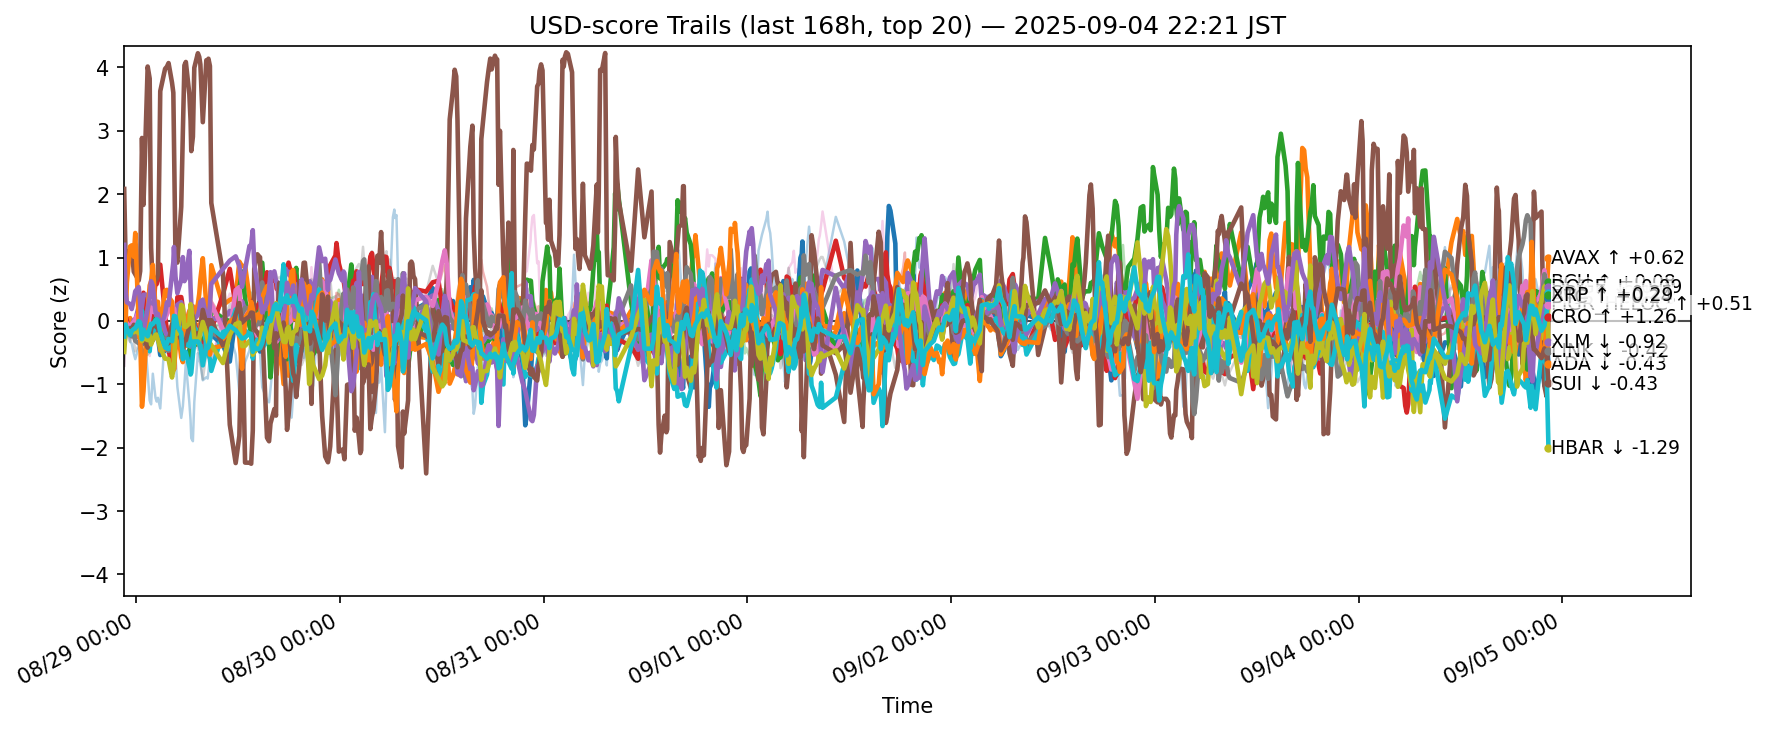 USD-score Trails (last 168h, top 20) — 2025-09-04 22:21 JST
Score (z)
4
3
2
1
0
−1
−2
−3
−4
AVAX ↑ +0.62
XRP ↑ +0.29
↑ +0.51
CRO ↑ +1.26
XLM ↓ -0.92
LINK ↓ -0.42
ADA ↓ -0.43
SUI ↓ -0.43
HBAR ↓ -1.29
08/29 00:00
08/30 00:00
08/31 00:00
09/01 00:00
09/02 00:00
09/03 00:00
09/04 00:00
09/05 00:00
Time